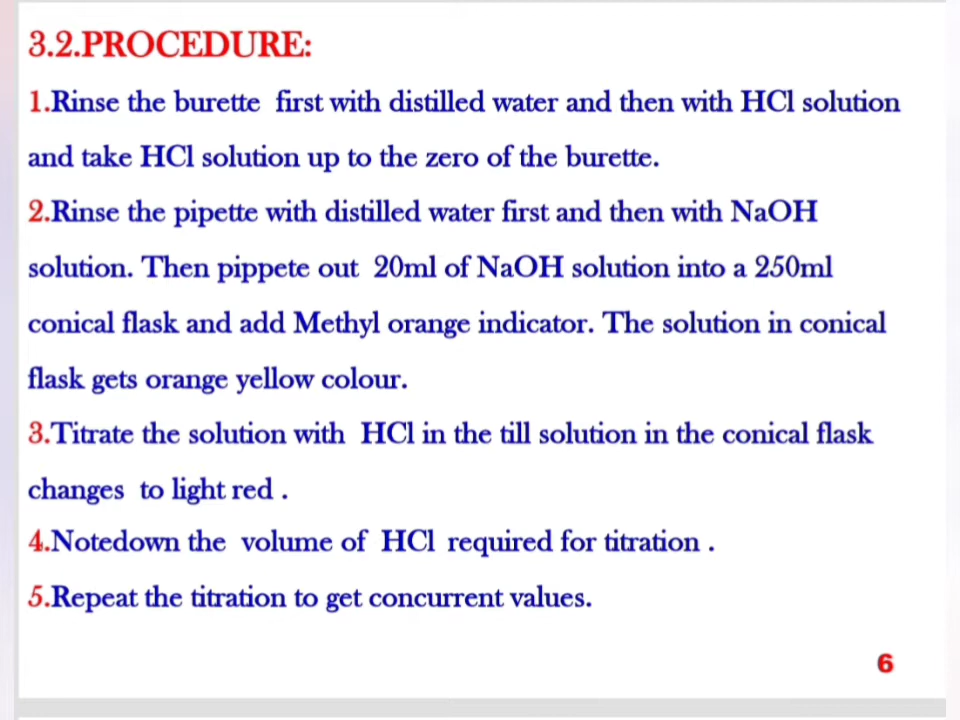 3.2.PROCEDURE:
1.Rinse the burette first with distilled water and then with HCl solution
and take HCl solution up to the zero of the burette.
2.Rinse the pipette with distilled water first and then with NaOH
solution. Then pippete out 20ml of NaOH solution into a 250ml
conical flask and add Methyl orange indicator. The solution in conical
flask gets orange yellow colour.
3.Titrate the solution with HCl in the till solution in the conical flask
changes to light red .
4.Notedown the volume of HCl required for titration .
5.Repeat the titration to get concurrent values.
6